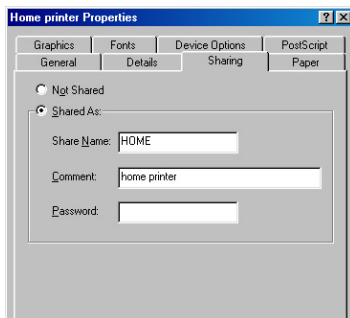 Home printer Properties
Graphics Fonts Device Options PostScript
General Details Sharing Paper
Not Shared
Shared As:
Share Name: HOME
Comment: home printer
Password: